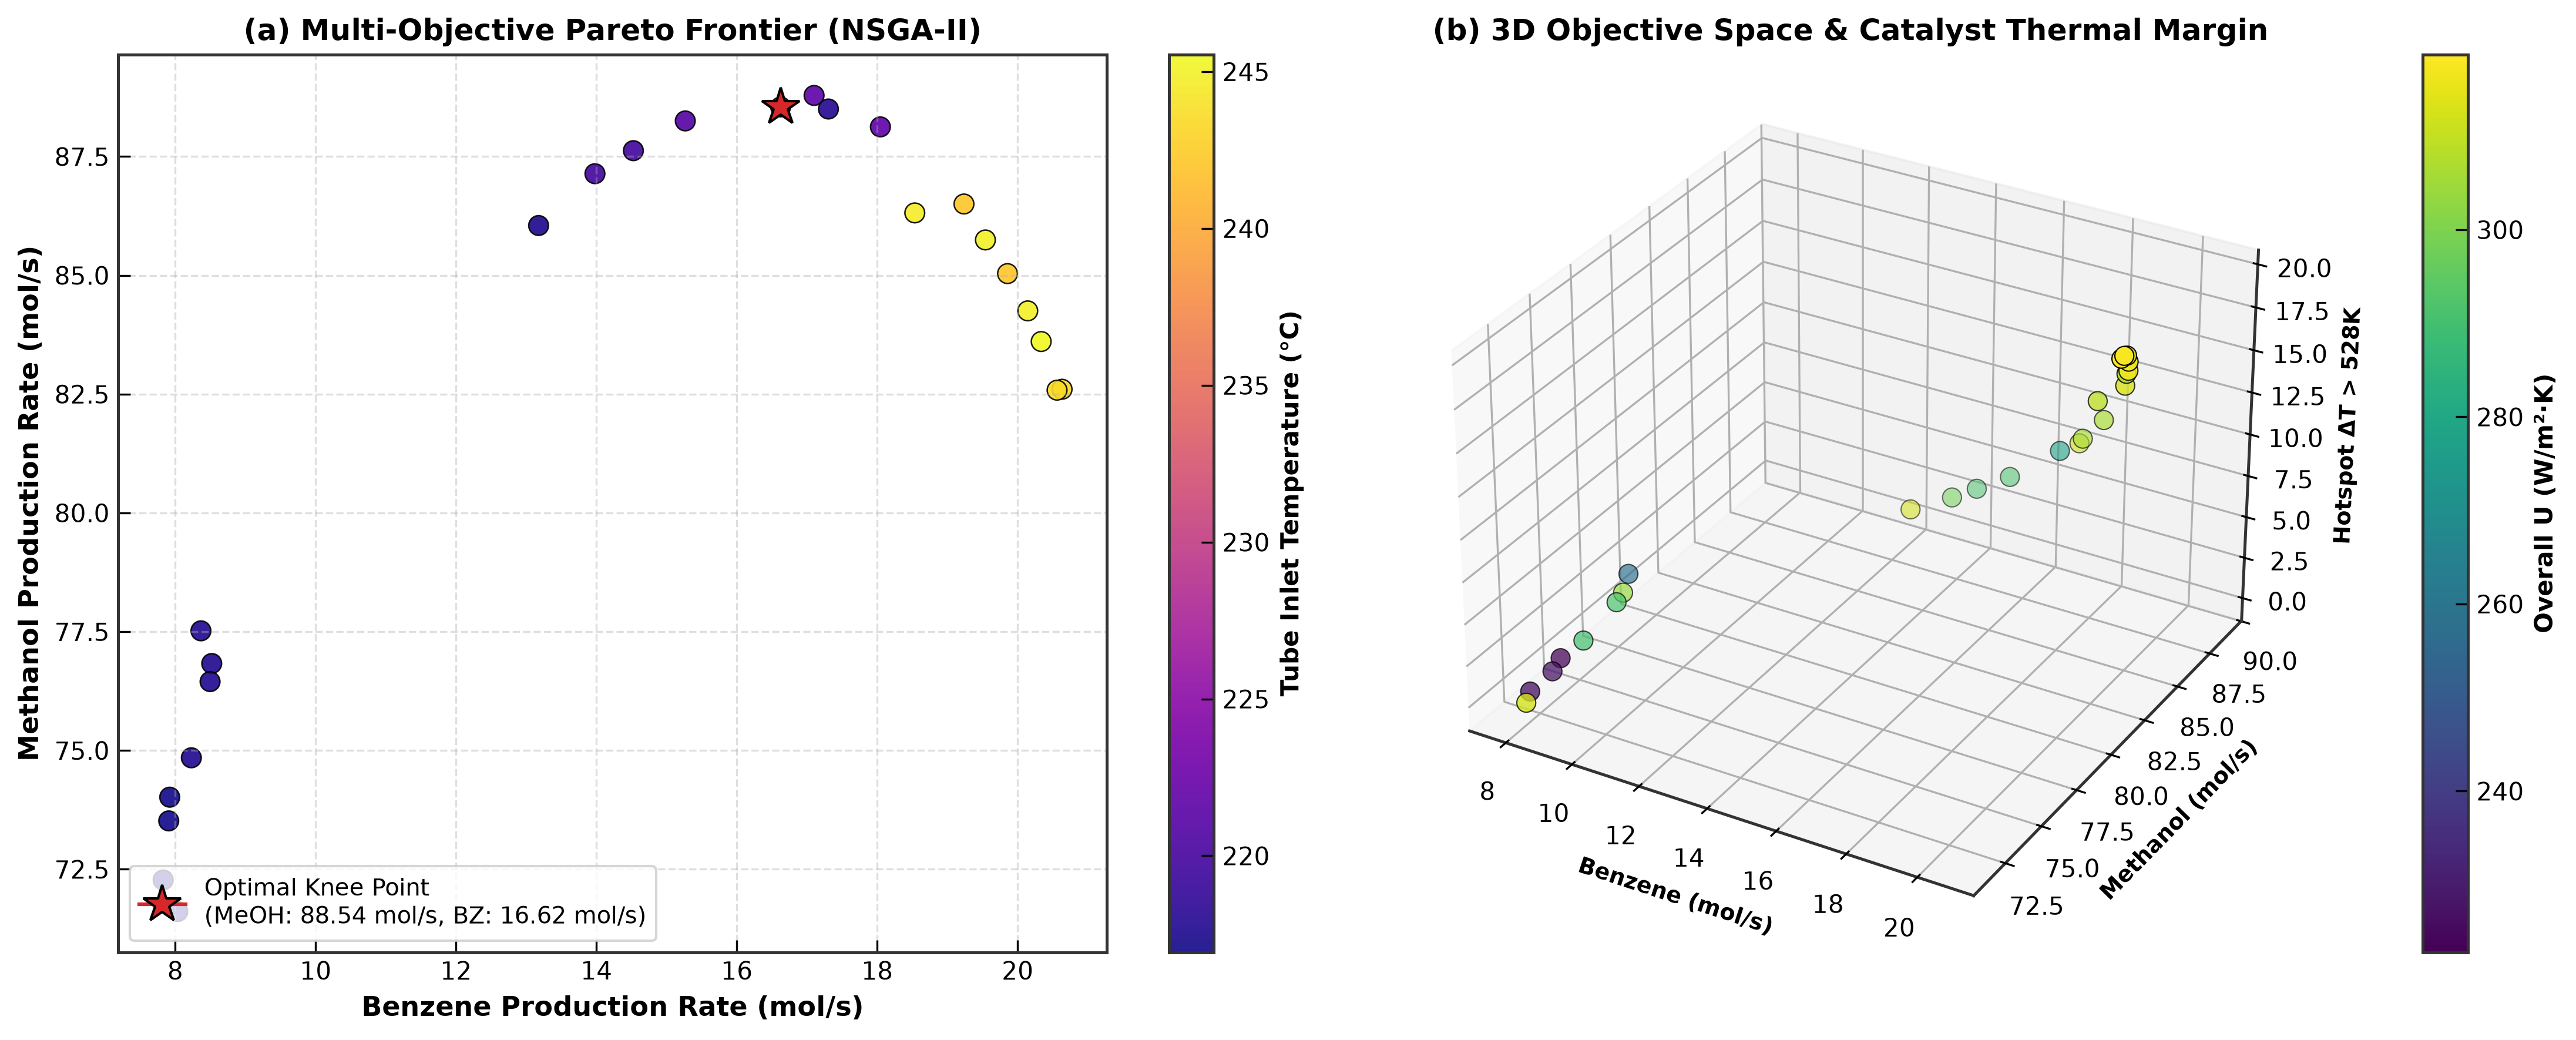 (a) Multi-Objective Pareto Frontier (NSGA-II)
Methanol Production Rate (mol/s)
87.5
85.0
82.5
80.0
77.5
75.0
72.5
Optimal Knee Point
(MeOH: 88.54 mol/s, BZ: 16.62 mol/s)
8 10 12 14 16 18 20
Benzene Production Rate (mol/s)
245
240
235
230
225
220
Tube Inlet Temperature (°C)
(b) 3D Objective Space & Catalyst Thermal Margin
20.0
17.5
15.0
12.5
10.0
7.5
5.0
2.5
0.0
Hotspot ΔT > 528K
90.0
87.5
85.0
82.5
80.0
77.5
75.0
72.5
Methanol (mol/s)
8 10 12 14 16 18 20
Benzene (mol/s)
300
280
260
240
Overall U (W/m²·K)